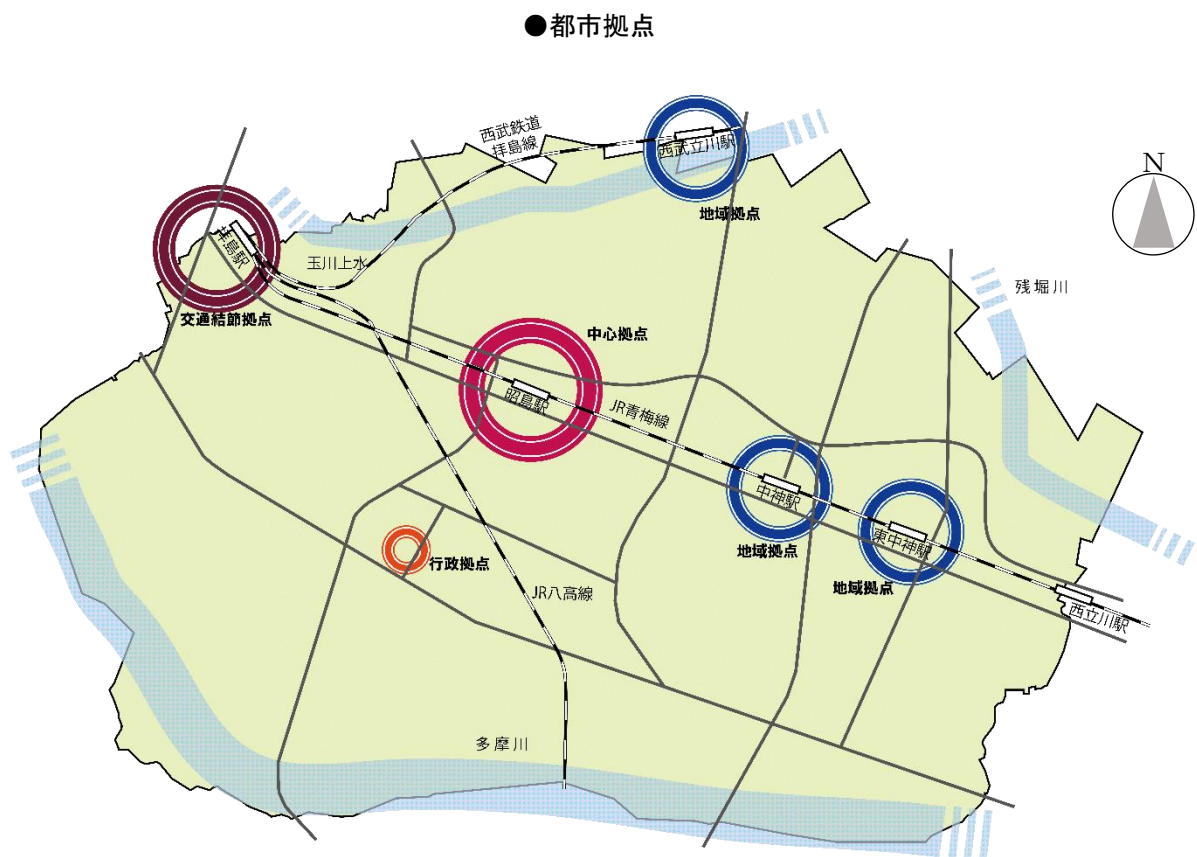 ●都市拠点
西武鉄道
拝島線
西武立川駅
地域拠点
N
拝島駅
玉川上水
残堀川
交通結節拠点
中心拠点
昭島駅
JR青梅線
中神駅
東中神駅
地域拠点
地域拠点
行政拠点
JR八高線
西立川駅
多摩川